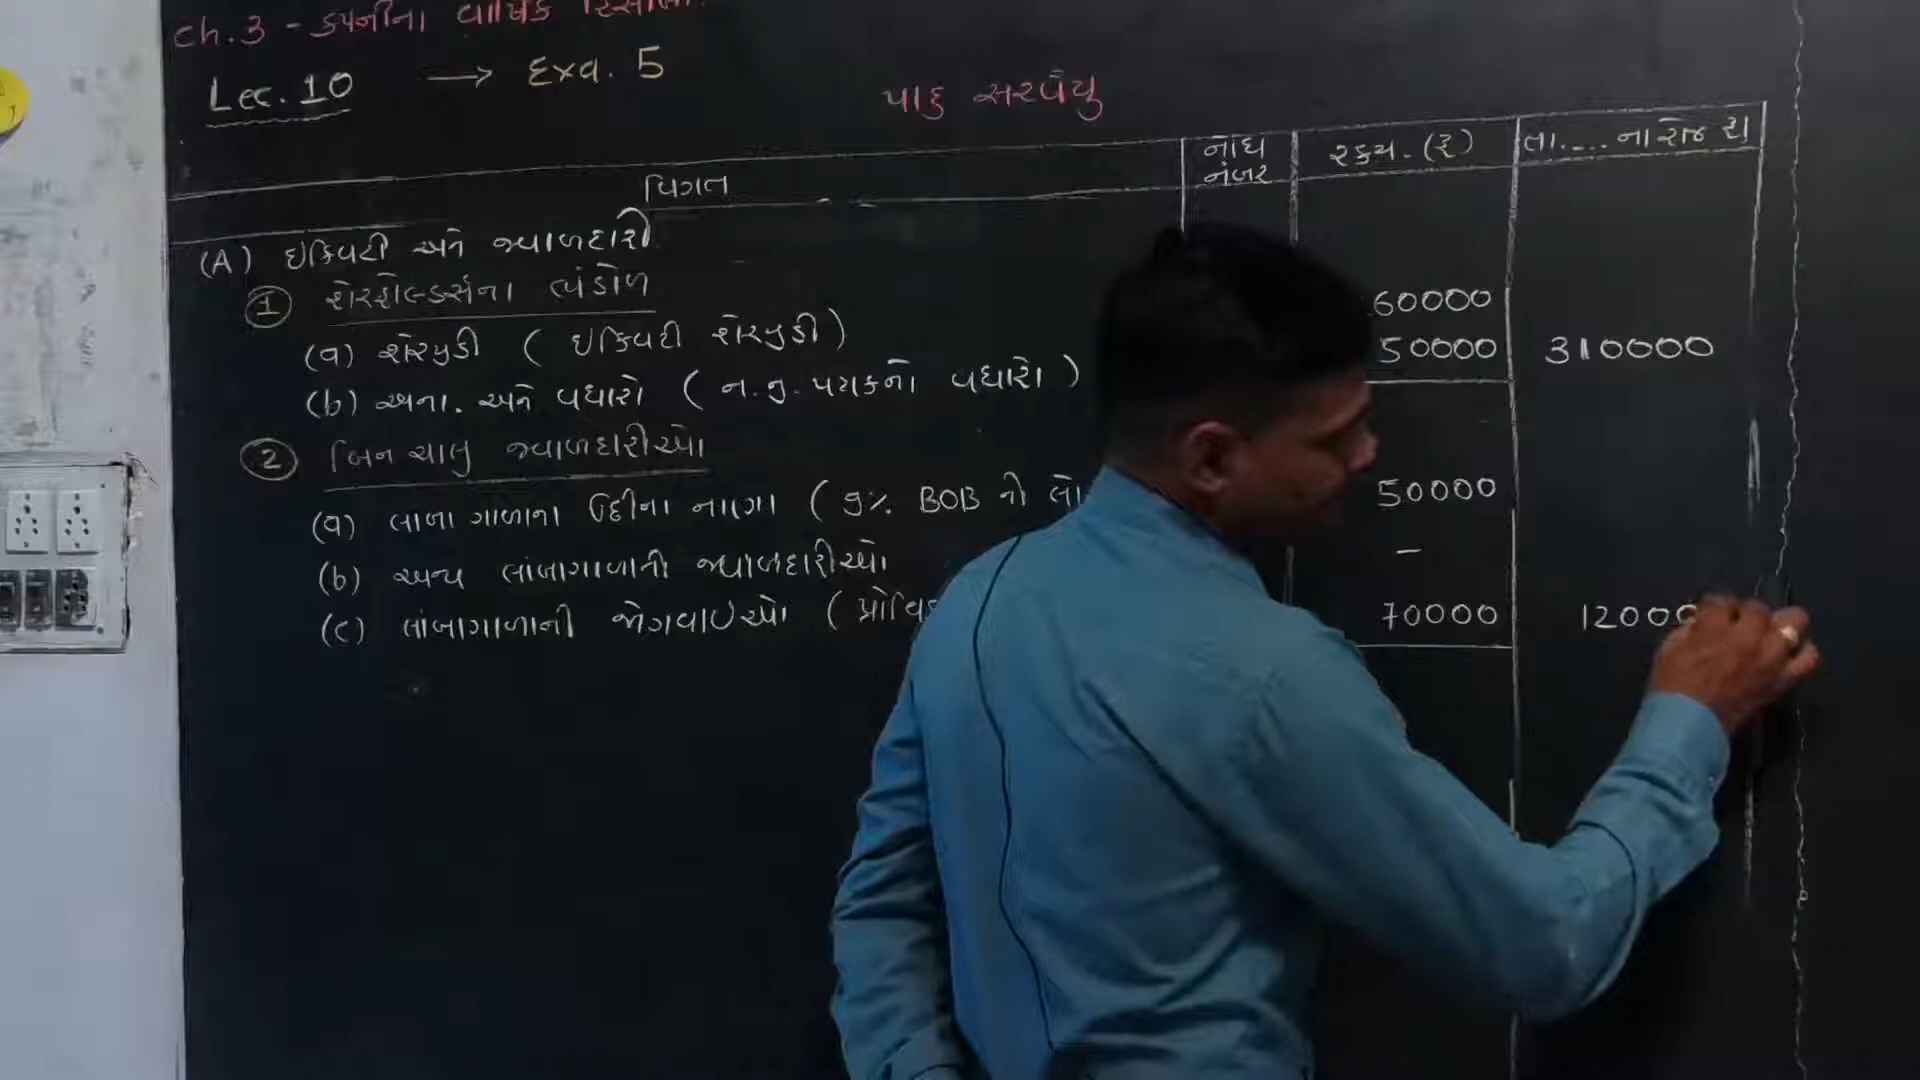 ch.3 - કંપનીના વાર્ષિક હિસાબો.
Lec. 10 → Exa. 5
પાકુ સરવૈયુ
વિગત
નોંધ નંબર
રકમ. (₹)
તા..... ના રોજ
(A) ઇક્વિટી અને જવાબદારી
1 શેરહોલ્ડર્સના ભંડોળ
60000
(a) શેરમુડી ( ઇક્વિટી શેરમુડી )
50000 310000
(b) અના. અને વધારો ( ન.નુ. પત્રકનો વધારો )
2 બિનચાલુ જવાબદારીઓ
(a) લાંબાગાળાના ઉછીના નાણા ( 9% BOB ની લો
50000
(b) અન્ય લાંબાગાળાની જવાબદારીઓ
-
(c) લાંબાગાળાની જોગવાઇઓ ( પ્રોવિ
70000 12000